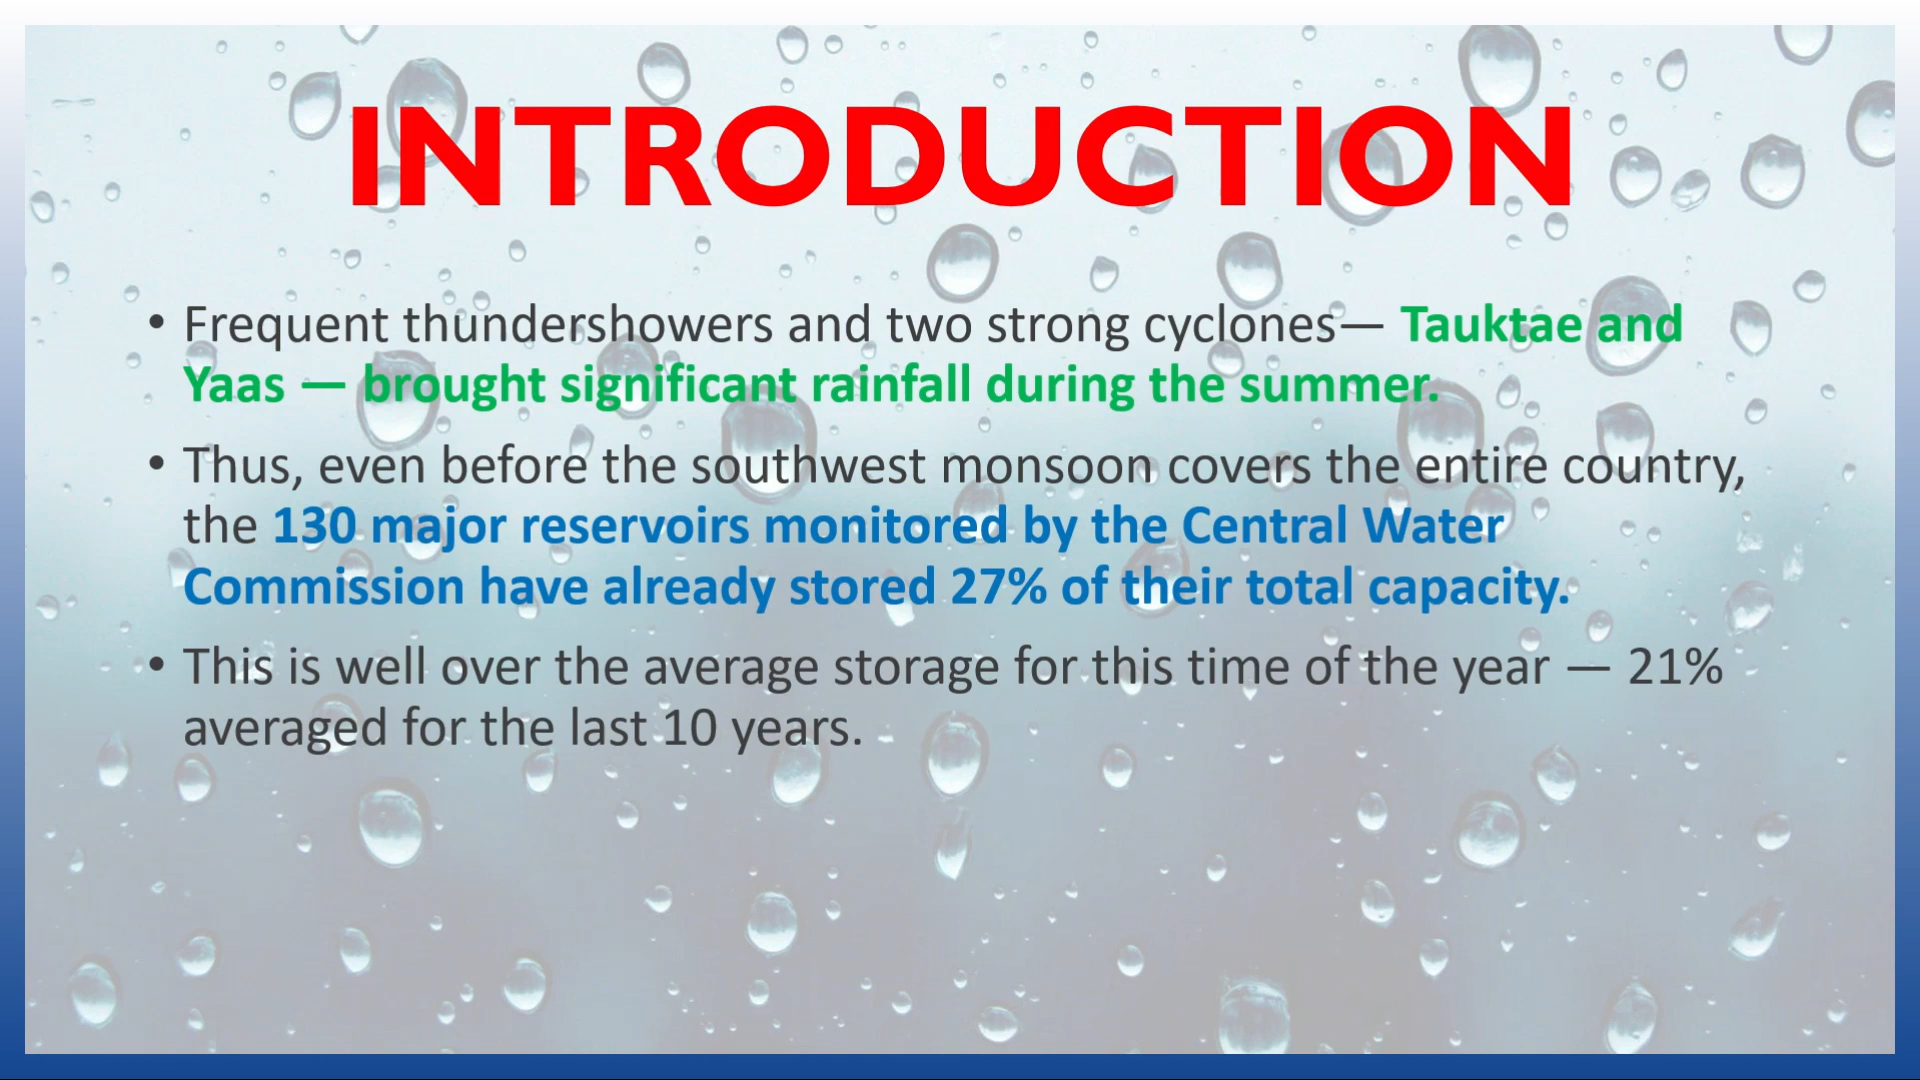 INTRODUCTION
• Frequent thundershowers and two strong cyclones— Tauktae and
Yaas — brought significant rainfall during the summer.
• Thus, even before the southwest monsoon covers the entire country,
the 130 major reservoirs monitored by the Central Water
Commission have already stored 27% of their total capacity.
• This is well over the average storage for this time of the year — 21%
averaged for the last 10 years.